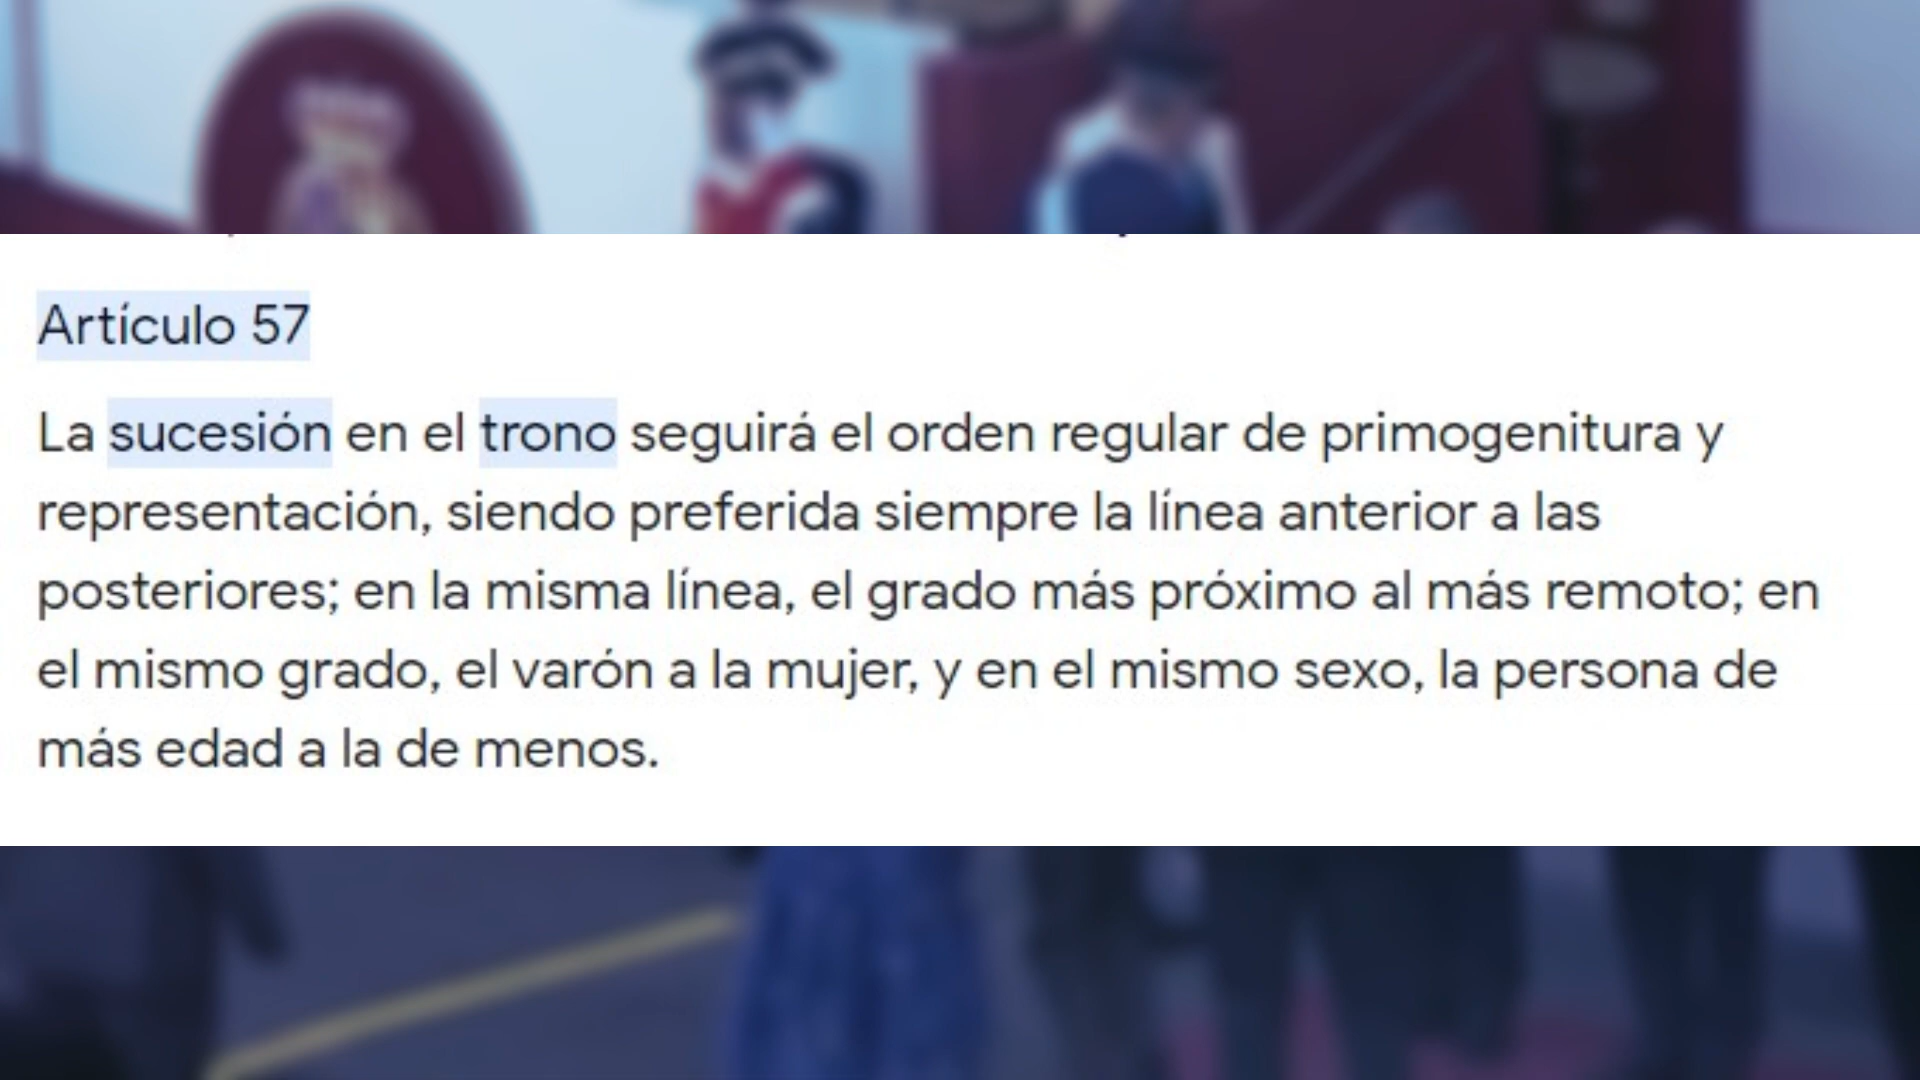 Artículo 57
La sucesión en el trono seguirá el orden regular de primogenitura y
representación, siendo preferida siempre la línea anterior a las
posteriores; en la misma línea, el grado más próximo al más remoto; en
el mismo grado, el varón a la mujer, y en el mismo sexo, la persona de
más edad a la de menos.